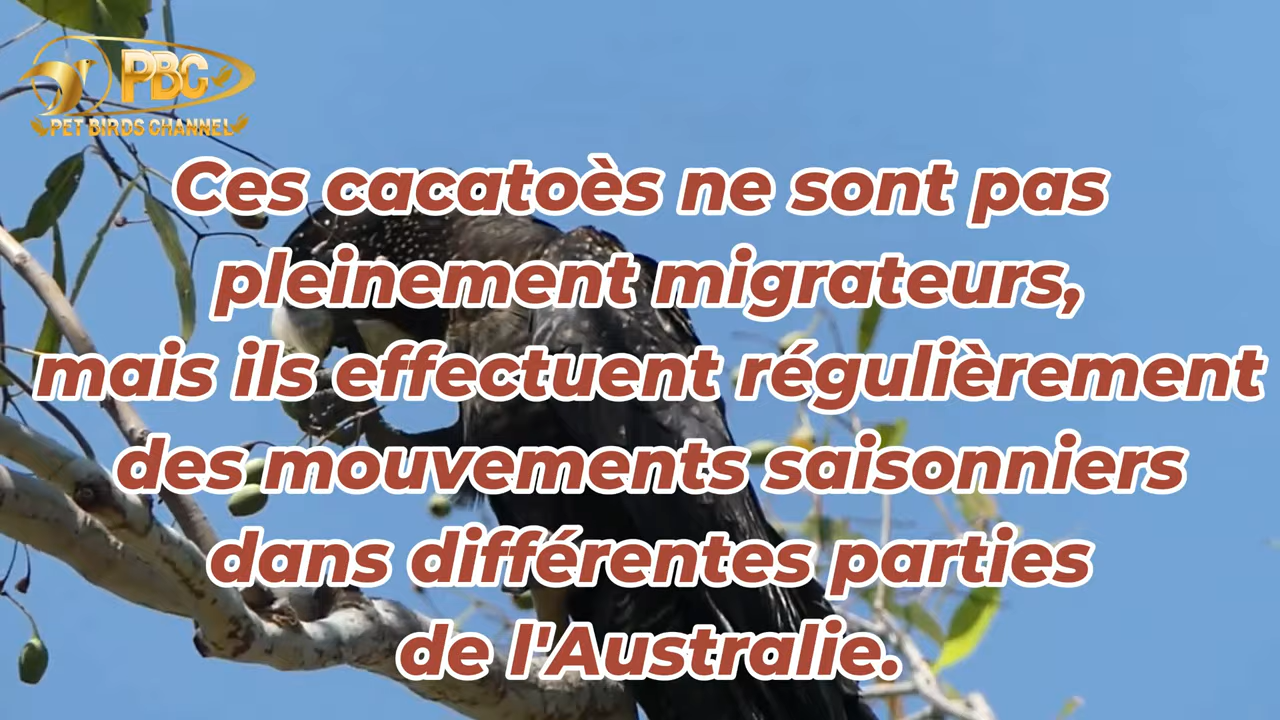 PBC
PET BIRDS CHANNEL
Ces cacatoès ne sont pas
pleinement migrateurs,
mais ils effectuent régulièrement
des mouvements saisonniers
dans différentes parties
de l'Australie.